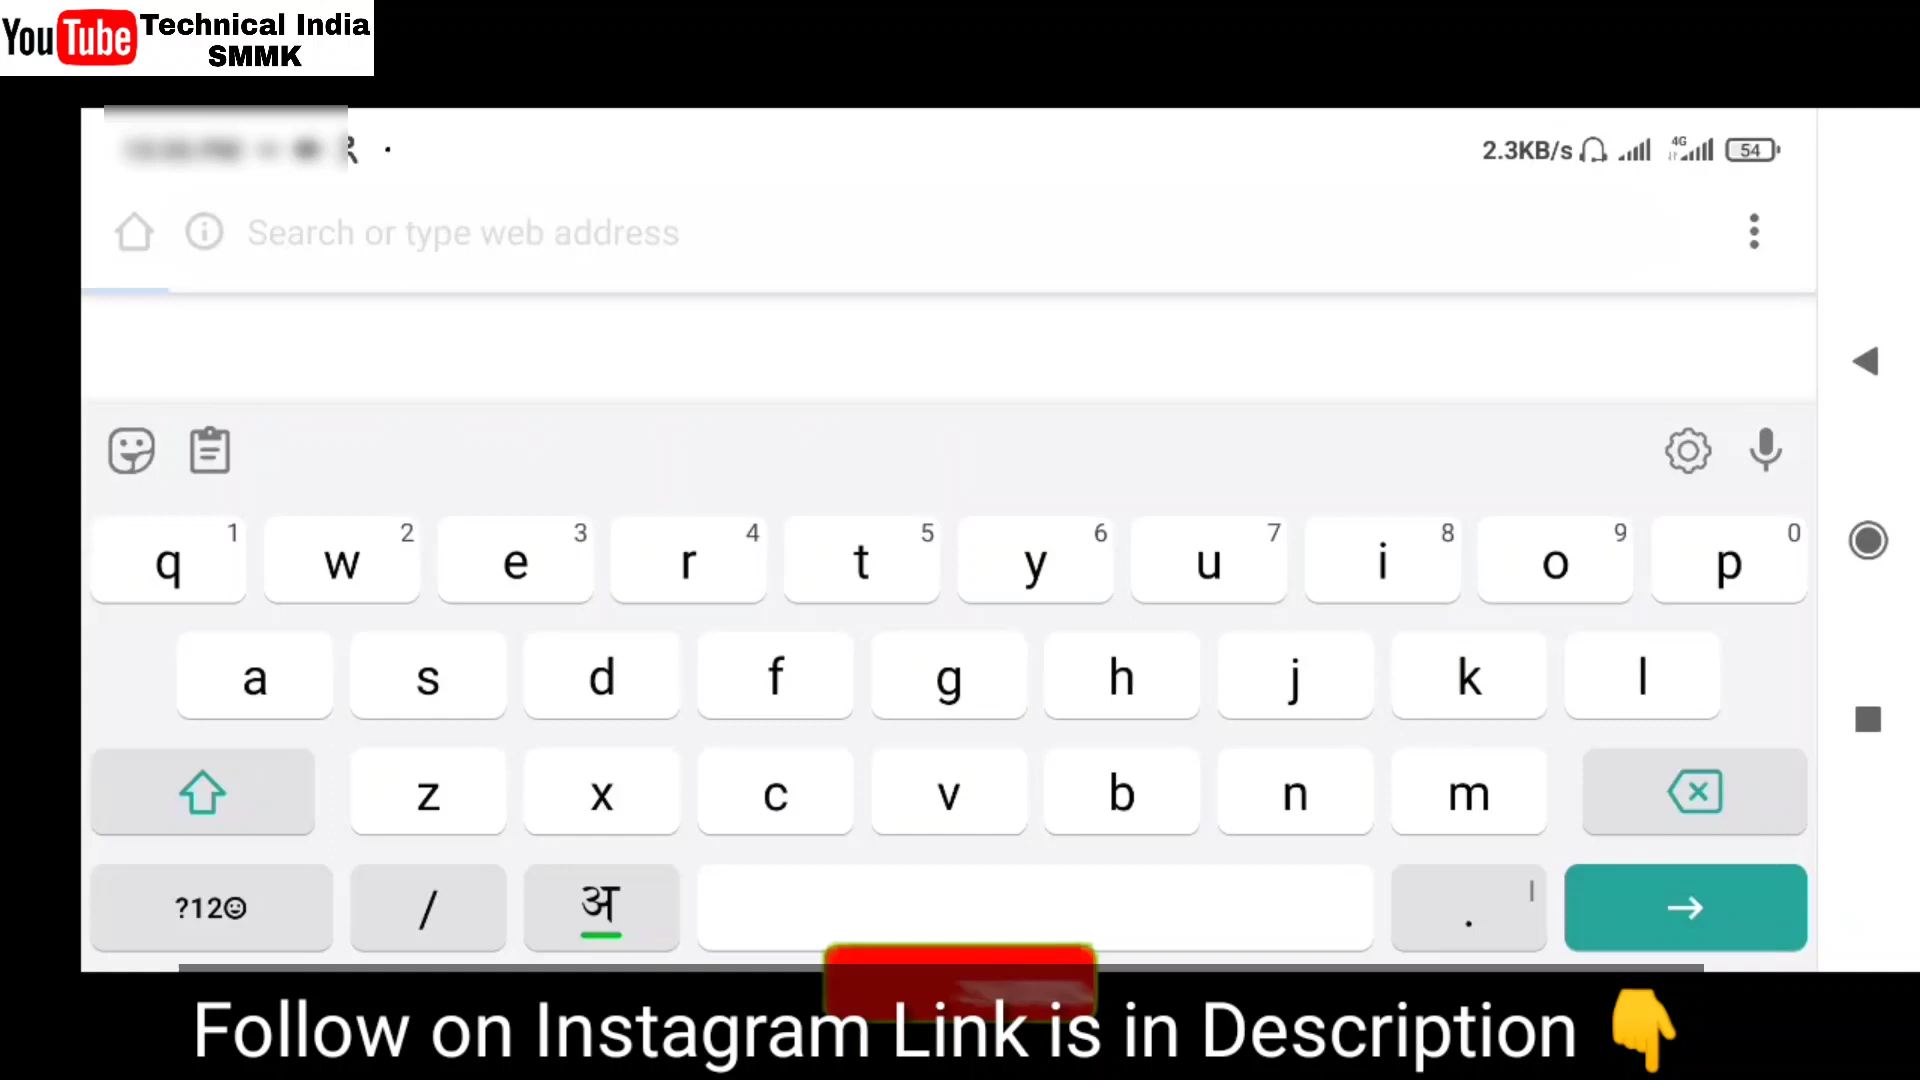 YouTube Technical India
SMMK
2.3KB/s 4G 54
Search or type web address
q 1 w 2 e 3 r 4 t 5 y 6 u 7 i 8 o 9 p 0
a s d f g h j k l
z x c v b n m
?12☺ / अ . |
Follow on Instagram Link is in Description 👇